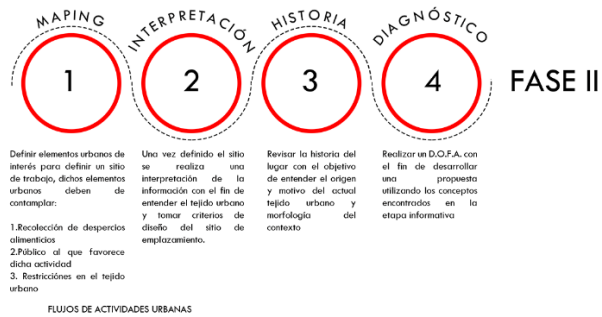 MAPING
INTERPRETACIÓN
HISTORIA
DIAGNÓSTICO
1
2
3
4
FASE II
Definir elementos urbanos de
interés para definir un sitio
de trabajo, dichos elementos
urbanos deben de
contamplar:
1.Recolección de despercios
alimenticios
2.Público al que favorece
dicha actividad
3. Restricciónes en el tejido
urbano
Una vez definido el sitio
se realiza una
interpretación de la
información con el fin de
entender el tejido urbano
y tomar criterios de
diseño del sitio de
emplazamiento.
Revisar la historia del
lugar con el objetivo
de entender el origen
y motivo del actual
tejido urbano y
morfología del
contexto
Realizar un D.O.F.A. con
el fin de desarrollar
una propuesta
utilizando los conceptos
encontrados en la
etapa informativa
FLUJOS DE ACTIVIDADES URBANAS